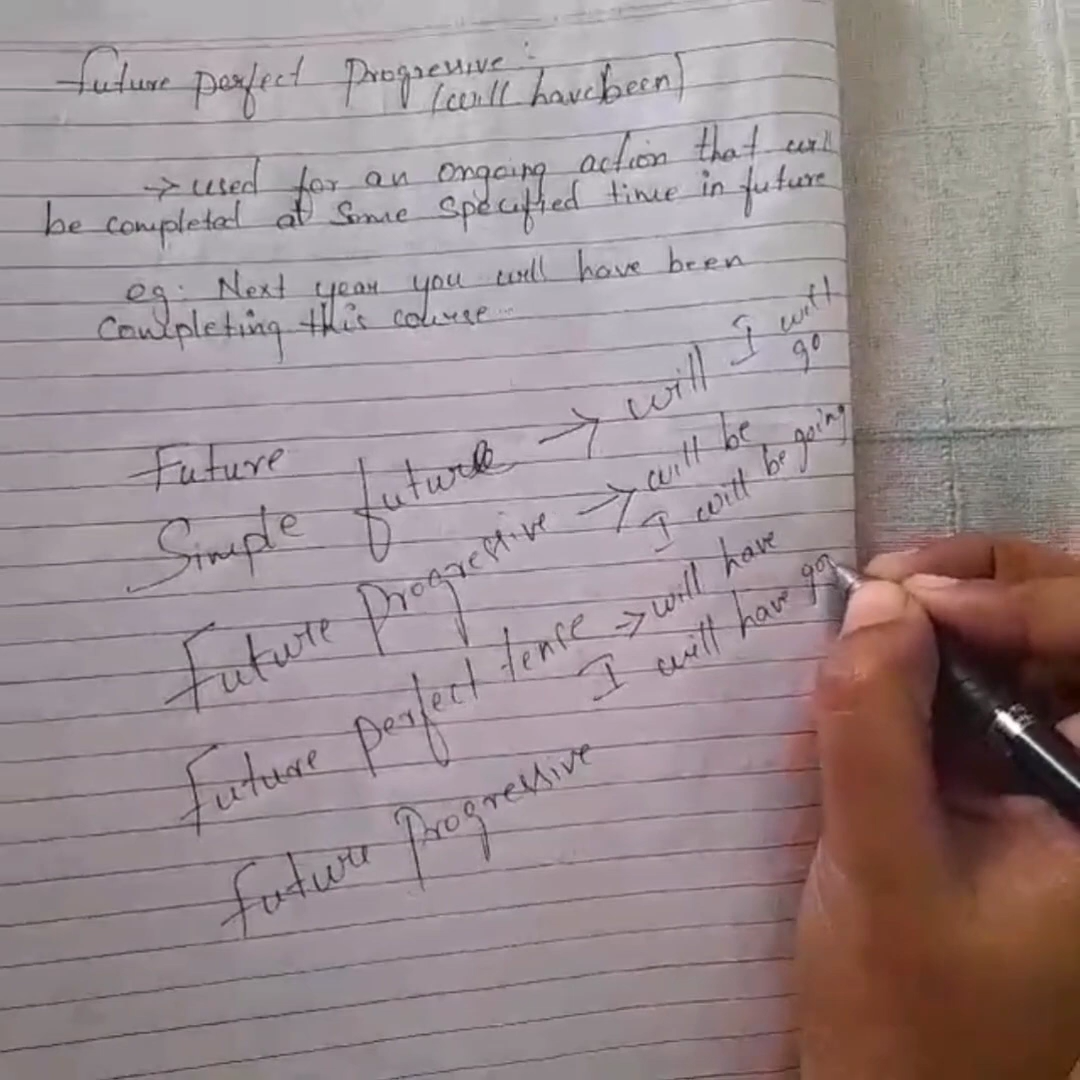 Future perfect Progressive :
(will have been)
→ used for an ongoing action that will
be completed at some specified time in future
eg: Next year you will have been
completing this course..
Future
Simple future → will I will
go
Future Progressive → will be
I will be going
Future perfect tense → will have
I will have go
Future Progressive